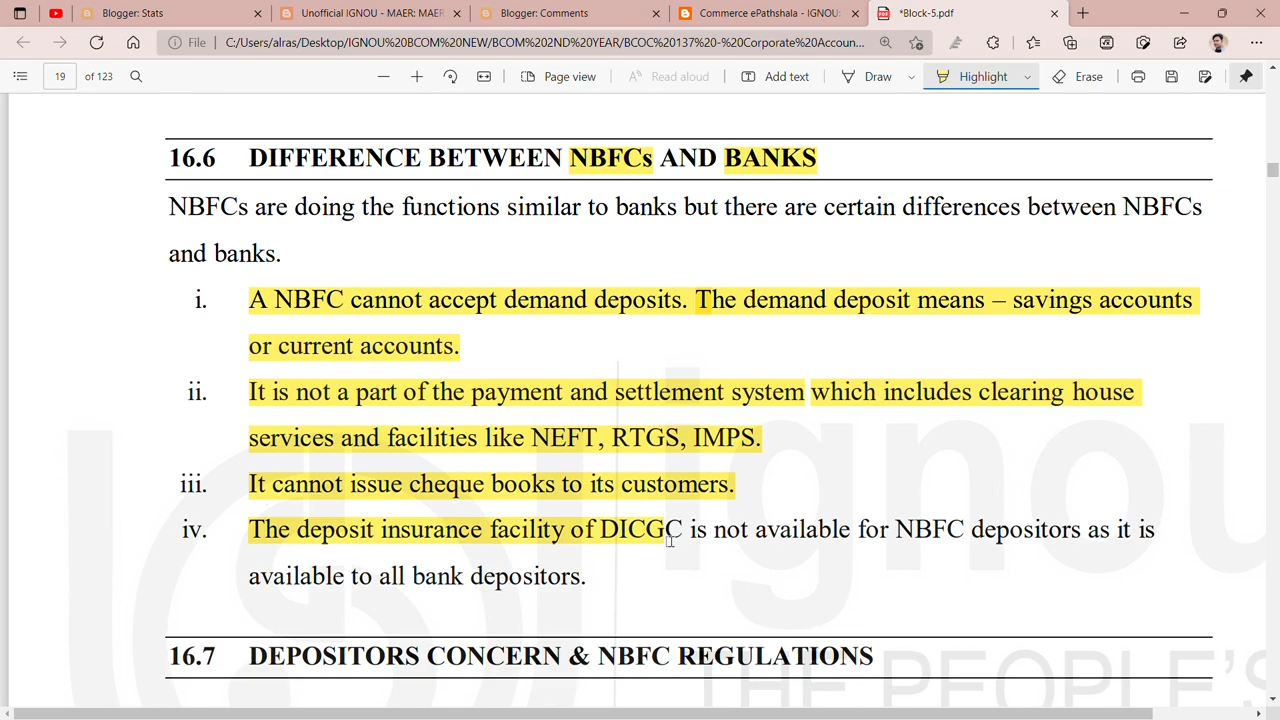 Blogger: Stats
Unofficial IGNOU - MAER: MAER
Blogger: Comments
Commerce ePathshala - IGNOU
*Block-5.pdf
File
C:/Users/alras/Desktop/IGNOU%20BCOM%20NEW/BCOM%202ND%20YEAR/BCOC%20137%20-%20Corporate%20Accoun...
19 of 123
Page view
Read aloud
Add text
Draw
Highlight
Erase
16.6 DIFFERENCE BETWEEN NBFCs AND BANKS
NBFCs are doing the functions similar to banks but there are certain differences between NBFCs
and banks.
i. A NBFC cannot accept demand deposits. The demand deposit means – savings accounts
or current accounts.
ii. It is not a part of the payment and settlement system which includes clearing house
services and facilities like NEFT, RTGS, IMPS.
iii. It cannot issue cheque books to its customers.
iv. The deposit insurance facility of DICGC is not available for NBFC depositors as it is
available to all bank depositors.
ignou
16.7 DEPOSITORS CONCERN & NBFC REGULATIONS
THE PEOPLE'S